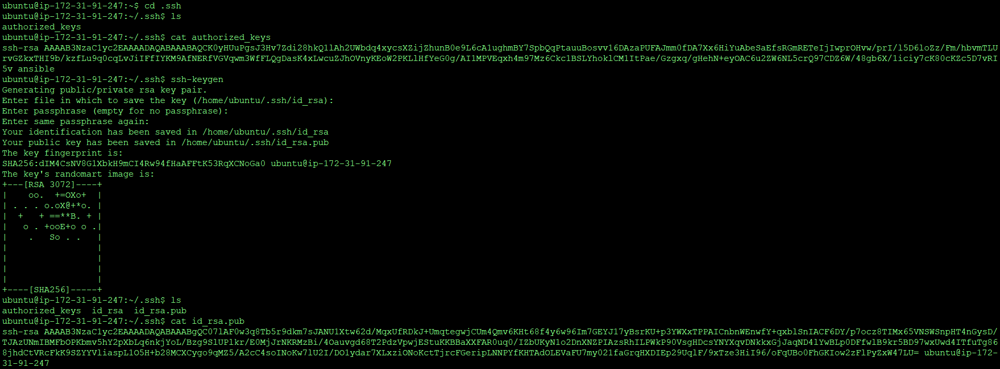 ubuntu@ip-172-31-91-247:~$ cd .ssh
ubuntu@ip-172-31-91-247:~/.ssh$ ls
authorized_keys
ubuntu@ip-172-31-91-247:~/.ssh$ cat authorized_keys
ssh-rsa AAAAB3NzaC1yc2EAAAADAQABAAABAQCK0yHUuPgsJ3Hv7Zdi28hkQ1lAh2UWbdq4xycsXZijZhunB0e9L6cA1ughmBY7SpbQqPtauuBosvv16DAzaPUFAJmm0fDA7Xx6HiYuAbeSaEfsRGmRETeIjIwprOHvw/prI/l5D6loZz/Fm/hbvmTLU
rvGZkxTHI9b/kzfLu9q0cqLvJiIFfIYKM9AfNERfVGVqwm3WfFLQgDasK4xLwcuZJhOVnyKEoW2PKLlHfYeG0g/AI1MPVEqxh4m97Mz6CkclBSLYhoklCMlItPae/Gzgxq/gHehN+eyOAC6u2ZW6NL5crQ97CDZ6W/48gb6X/1iciy7cK80cKZc5D7vRI
5v ansible
ubuntu@ip-172-31-91-247:~/.ssh$ ssh-keygen
Generating public/private rsa key pair.
Enter file in which to save the key (/home/ubuntu/.ssh/id_rsa):
Enter passphrase (empty for no passphrase):
Enter same passphrase again:
Your identification has been saved in /home/ubuntu/.ssh/id_rsa
Your public key has been saved in /home/ubuntu/.ssh/id_rsa.pub
The key fingerprint is:
SHA256:dIM4CsNV8G1XbkH9mCI4Rw94fHaAFFtK53RqXCNoGa0 ubuntu@ip-172-31-91-247
The key's randomart image is:
+---[RSA 3072]----+
|    oo.  +=OXo+  |
| . . . o.oX@+*o. |
|  +   + ==**B. + |
|   o . +ooE+o o .|
|    .   So . .   |
|                 |
|                 |
|                 |
|                 |
+----[SHA256]-----+
ubuntu@ip-172-31-91-247:~/.ssh$ ls
authorized_keys  id_rsa  id_rsa.pub
ubuntu@ip-172-31-91-247:~/.ssh$ cat id_rsa.pub
ssh-rsa AAAAB3NzaC1yc2EAAAADAQABAAABgQC07lAF0w3q8Tb5r9dkm7sJANU1Xtw62d/MqxUfRDkJ+UmqtegwjCUm4Qmv6KHt68f4y6w96Im7GEYJ17yBsrKU+p3YWXxTPPAICnbnWEnwfY+qxblSnIACF6DY/p7ocz8TIMx65VNSWSnpHT4nGysD/
TJAzUNmIBMFbOPKbmv5hY2pXbLq6nkjYoL/Bzg9SlUPlkr/E0MjJrNKRMzBi/4Oauvgd68T2PdzVpwjEStuKKBBaXXFAR0uq0/IZbUKyN1o2DnXNZPIAzsRhILPWkP90VsgHDcsYNYXqvDNkkxGjJaqND4lYwBLp0DFfwlB9kr5BD97wxUwd4ITfuTg86
8jhdCtVRcFkK9SZYYVliaspL1O5H+b28MCXCygo9qMZ5/A2cC4soINoKw7lU2I/DOlydar7XLxziONoKctTjrcFGeripLNNPYfKHTAdOLEVaFU7my021faGrqHXDIEp29UqlF/9xTze3HiI96/oFqUBo0FhGKIow2zFlPyZxW47LU= ubuntu@ip-172-
31-91-247